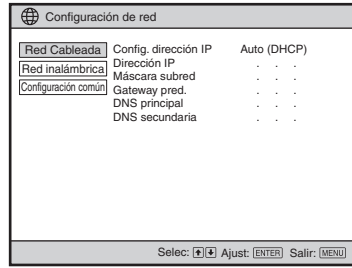 Configuración de red
Red Cableada Config. dirección IP Auto (DHCP)
Red inalámbrica Dirección IP . . .
Configuración común Máscara subred . . .
Gateway pred. . . .
DNS principal . . .
DNS secundaria . . .
Selec: Ajust: ENTER Salir: MENU